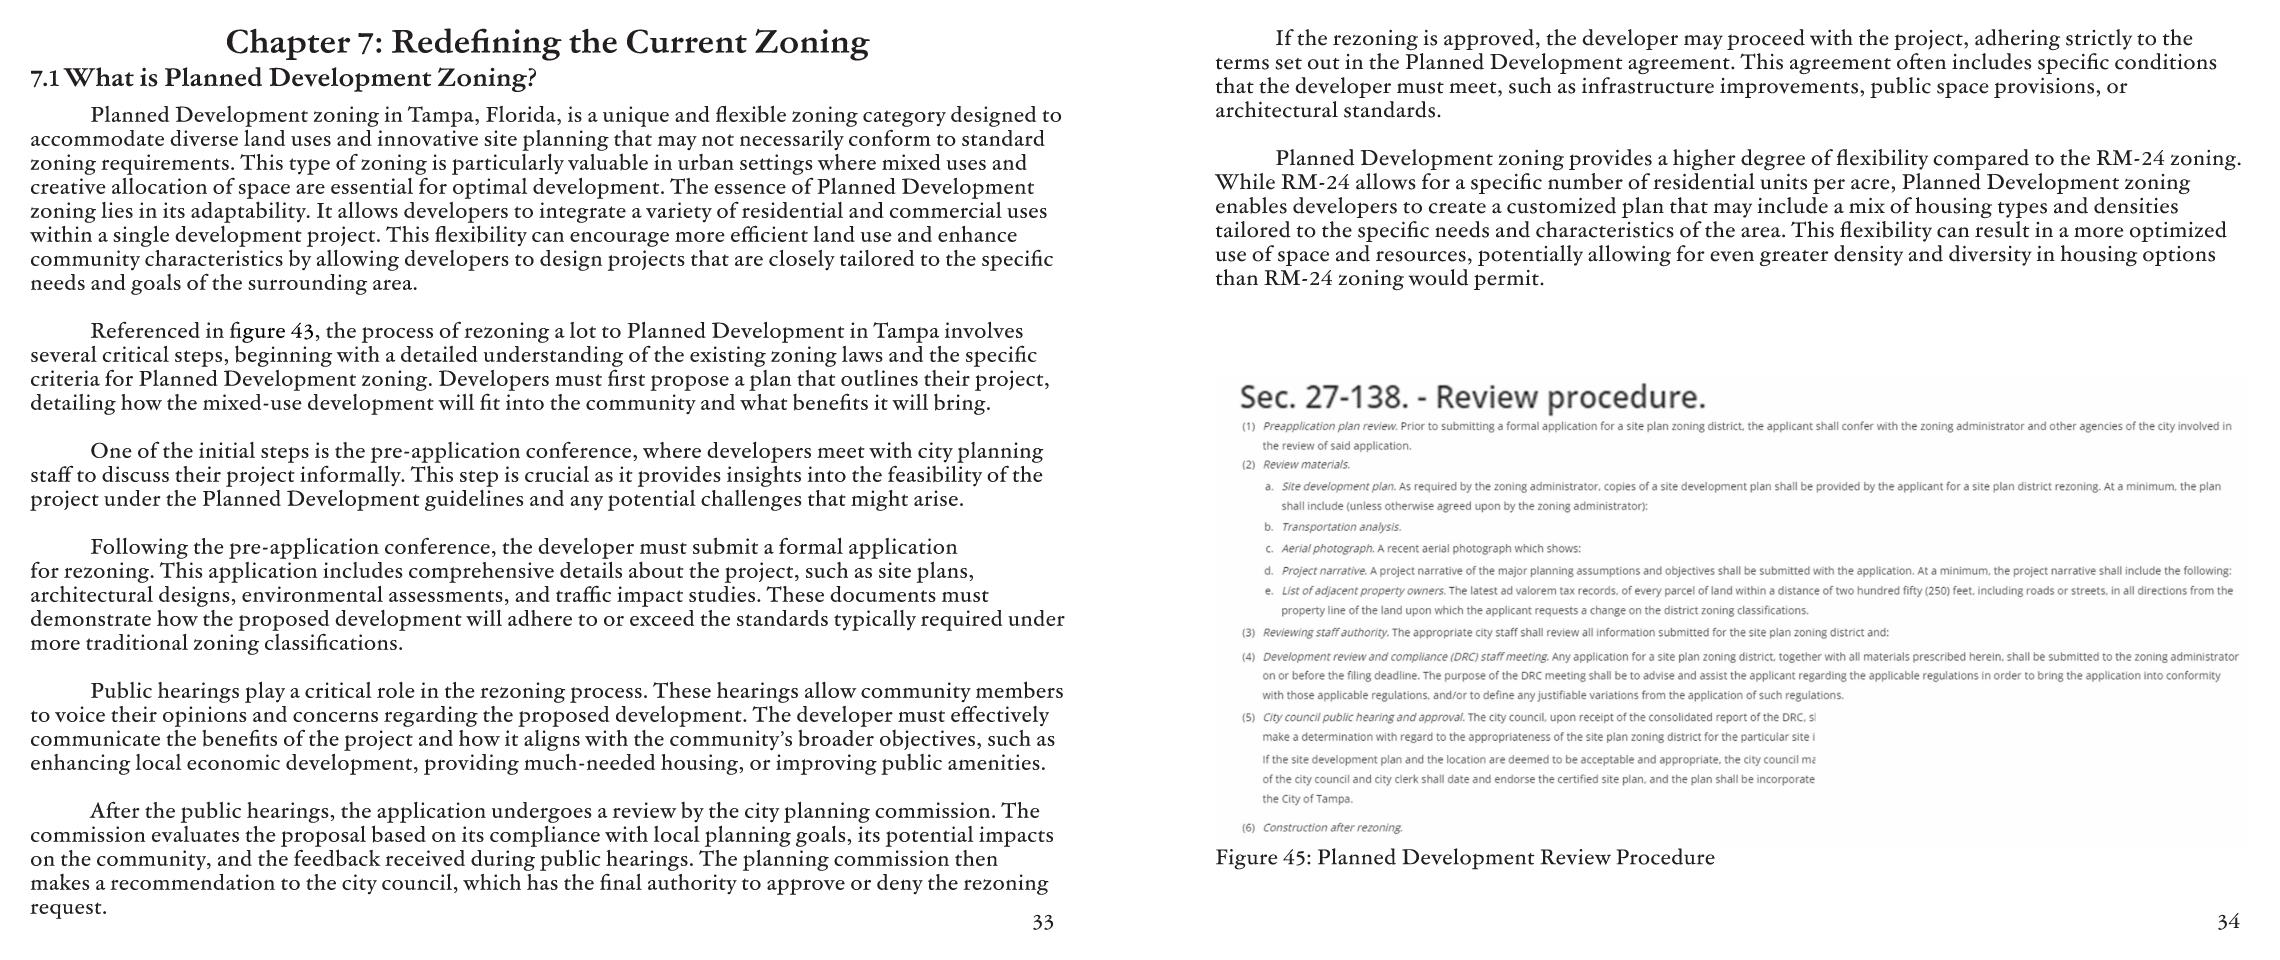 Chapter 7: Redefining the Current Zoning
7.1 What is Planned Development Zoning?
Planned Development zoning in Tampa, Florida, is a unique and flexible zoning category designed to
accommodate diverse land uses and innovative site planning that may not necessarily conform to standard
zoning requirements. This type of zoning is particularly valuable in urban settings where mixed uses and
creative allocation of space are essential for optimal development. The essence of Planned Development
zoning lies in its adaptability. It allows developers to integrate a variety of residential and commercial uses
within a single development project. This flexibility can encourage more efficient land use and enhance
community characteristics by allowing developers to design projects that are closely tailored to the specific
needs and goals of the surrounding area.
Referenced in figure 43, the process of rezoning a lot to Planned Development in Tampa involves
several critical steps, beginning with a detailed understanding of the existing zoning laws and the specific
criteria for Planned Development zoning. Developers must first propose a plan that outlines their project,
detailing how the mixed-use development will fit into the community and what benefits it will bring.
One of the initial steps is the pre-application conference, where developers meet with city planning
staff to discuss their project informally. This step is crucial as it provides insights into the feasibility of the
project under the Planned Development guidelines and any potential challenges that might arise.
Following the pre-application conference, the developer must submit a formal application
for rezoning. This application includes comprehensive details about the project, such as site plans,
architectural designs, environmental assessments, and traffic impact studies. These documents must
demonstrate how the proposed development will adhere to or exceed the standards typically required under
more traditional zoning classifications.
Public hearings play a critical role in the rezoning process. These hearings allow community members
to voice their opinions and concerns regarding the proposed development. The developer must effectively
communicate the benefits of the project and how it aligns with the community's broader objectives, such as
enhancing local economic development, providing much-needed housing, or improving public amenities.
After the public hearings, the application undergoes a review by the city planning commission. The
commission evaluates the proposal based on its compliance with local planning goals, its potential impacts
on the community, and the feedback received during public hearings. The planning commission then
makes a recommendation to the city council, which has the final authority to approve or deny the rezoning
request.
33
If the rezoning is approved, the developer may proceed with the project, adhering strictly to the
terms set out in the Planned Development agreement. This agreement often includes specific conditions
that the developer must meet, such as infrastructure improvements, public space provisions, or
architectural standards.
Planned Development zoning provides a higher degree of flexibility compared to the RM-24 zoning.
While RM-24 allows for a specific number of residential units per acre, Planned Development zoning
enables developers to create a customized plan that may include a mix of housing types and densities
tailored to the specific needs and characteristics of the area. This flexibility can result in a more optimized
use of space and resources, potentially allowing for even greater density and diversity in housing options
than RM-24 zoning would permit.
Sec. 27-138. - Review procedure.
(1) Preapplication plan review. Prior to submitting a formal application for a site plan zoning district, the applicant shall confer with the zoning administrator and other agencies of the city involved in
the review of said application.
(2) Review materials.
a. Site development plan. As required by the zoning administrator, copies of a site development plan shall be provided by the applicant for a site plan district rezoning. At a minimum, the plan
shall include (unless otherwise agreed upon by the zoning administrator):
b. Transportation analysis.
c. Aerial photograph. A recent aerial photograph which shows:
d. Project narrative. A project narrative of the major planning assumptions and objectives shall be submitted with the application. At a minimum, the project narrative shall include the following:
e. List of adjacent property owners. The latest ad valorem tax records, of every parcel of land within a distance of two hundred fifty (250) feet, including roads or streets, in all directions from the
property line of the land upon which the applicant requests a change on the district zoning classifications.
(3) Reviewing staff authority. The appropriate city staff shall review all information submitted for the site plan zoning district and:
(4) Development review and compliance (DRC) staff meeting. Any application for a site plan zoning district, together with all materials prescribed herein, shall be submitted to the zoning administrator
on or before the filing deadline. The purpose of the DRC meeting shall be to advise and assist the applicant regarding the applicable regulations in order to bring the application into conformity
with those applicable regulations, and/or to define any justifiable variations from the application of such regulations.
(5) City council public hearing and approval. The city council, upon receipt of the consolidated report of the DRC,
make a determination with regard to the appropriateness of the site plan zoning district for the particular site
If the site development plan and the location are deemed to be acceptable and appropriate, the city council
of the city council and city clerk shall date and endorse the certified site plan, and the plan shall be incorporate
the City of Tampa.
(6) Construction after rezoning.
Figure 45: Planned Development Review Procedure
34